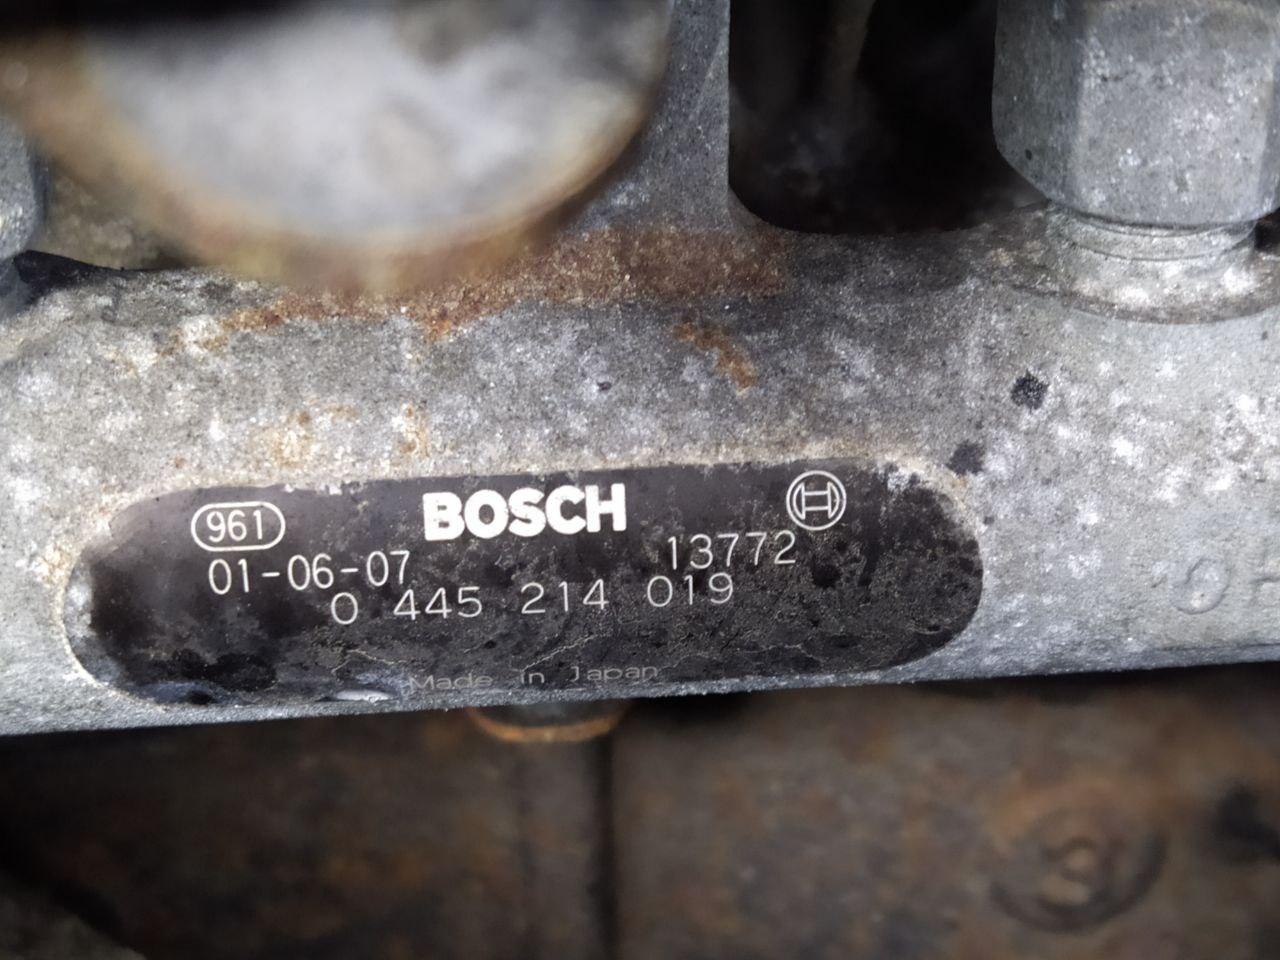 961 BOSCH
01-06-07 13772
0 445 214 019
Made in Japan